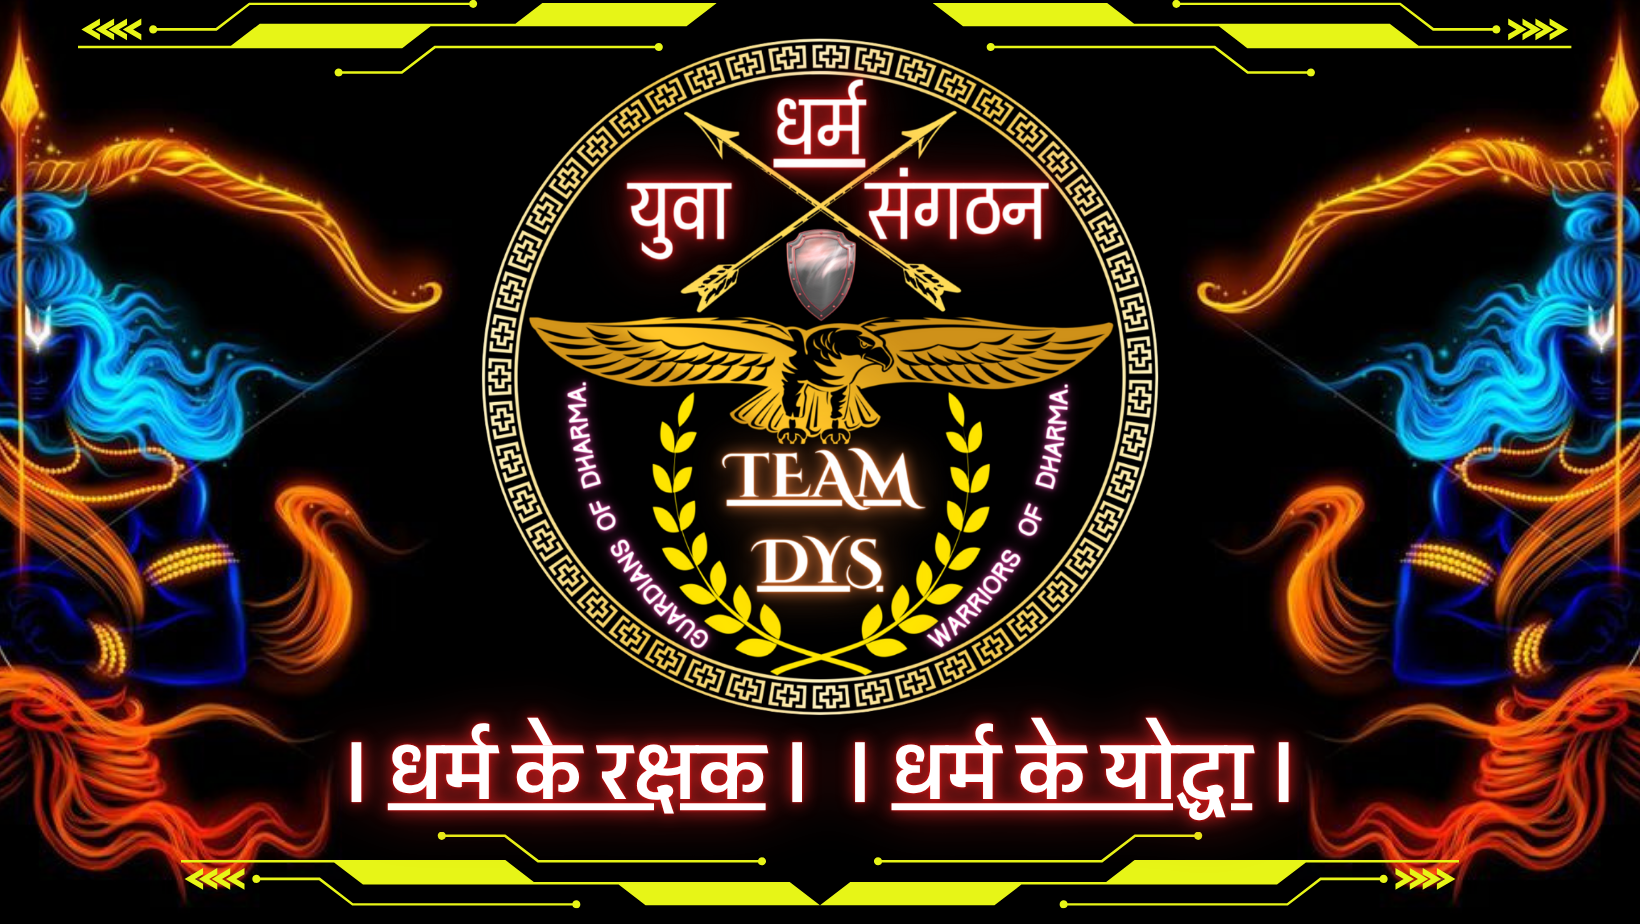 धर्म
युवा संगठन
GUARDIANS OF DHARMA.
WARRIORS OF DHARMA.
TEAM
DYS.
। धर्म के रक्षक । । धर्म के योद्धा ।